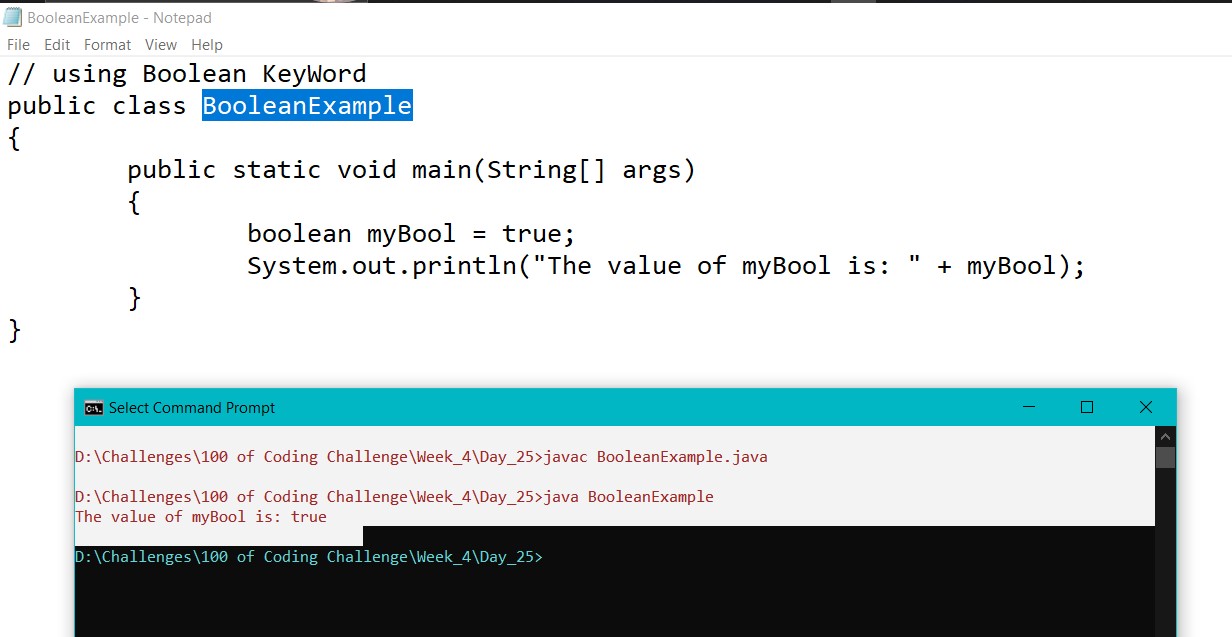 BooleanExample - Notepad
File Edit Format View Help
// using Boolean KeyWord
public class BooleanExample
{
public static void main(String[] args)
{
boolean myBool = true;
System.out.println("The value of myBool is: " + myBool);
}
}
Select Command Prompt
D:\Challenges\100 of Coding Challenge\Week_4\Day_25>javac BooleanExample.java
D:\Challenges\100 of Coding Challenge\Week_4\Day_25>java BooleanExample
The value of myBool is: true
D:\Challenges\100 of Coding Challenge\Week_4\Day_25>